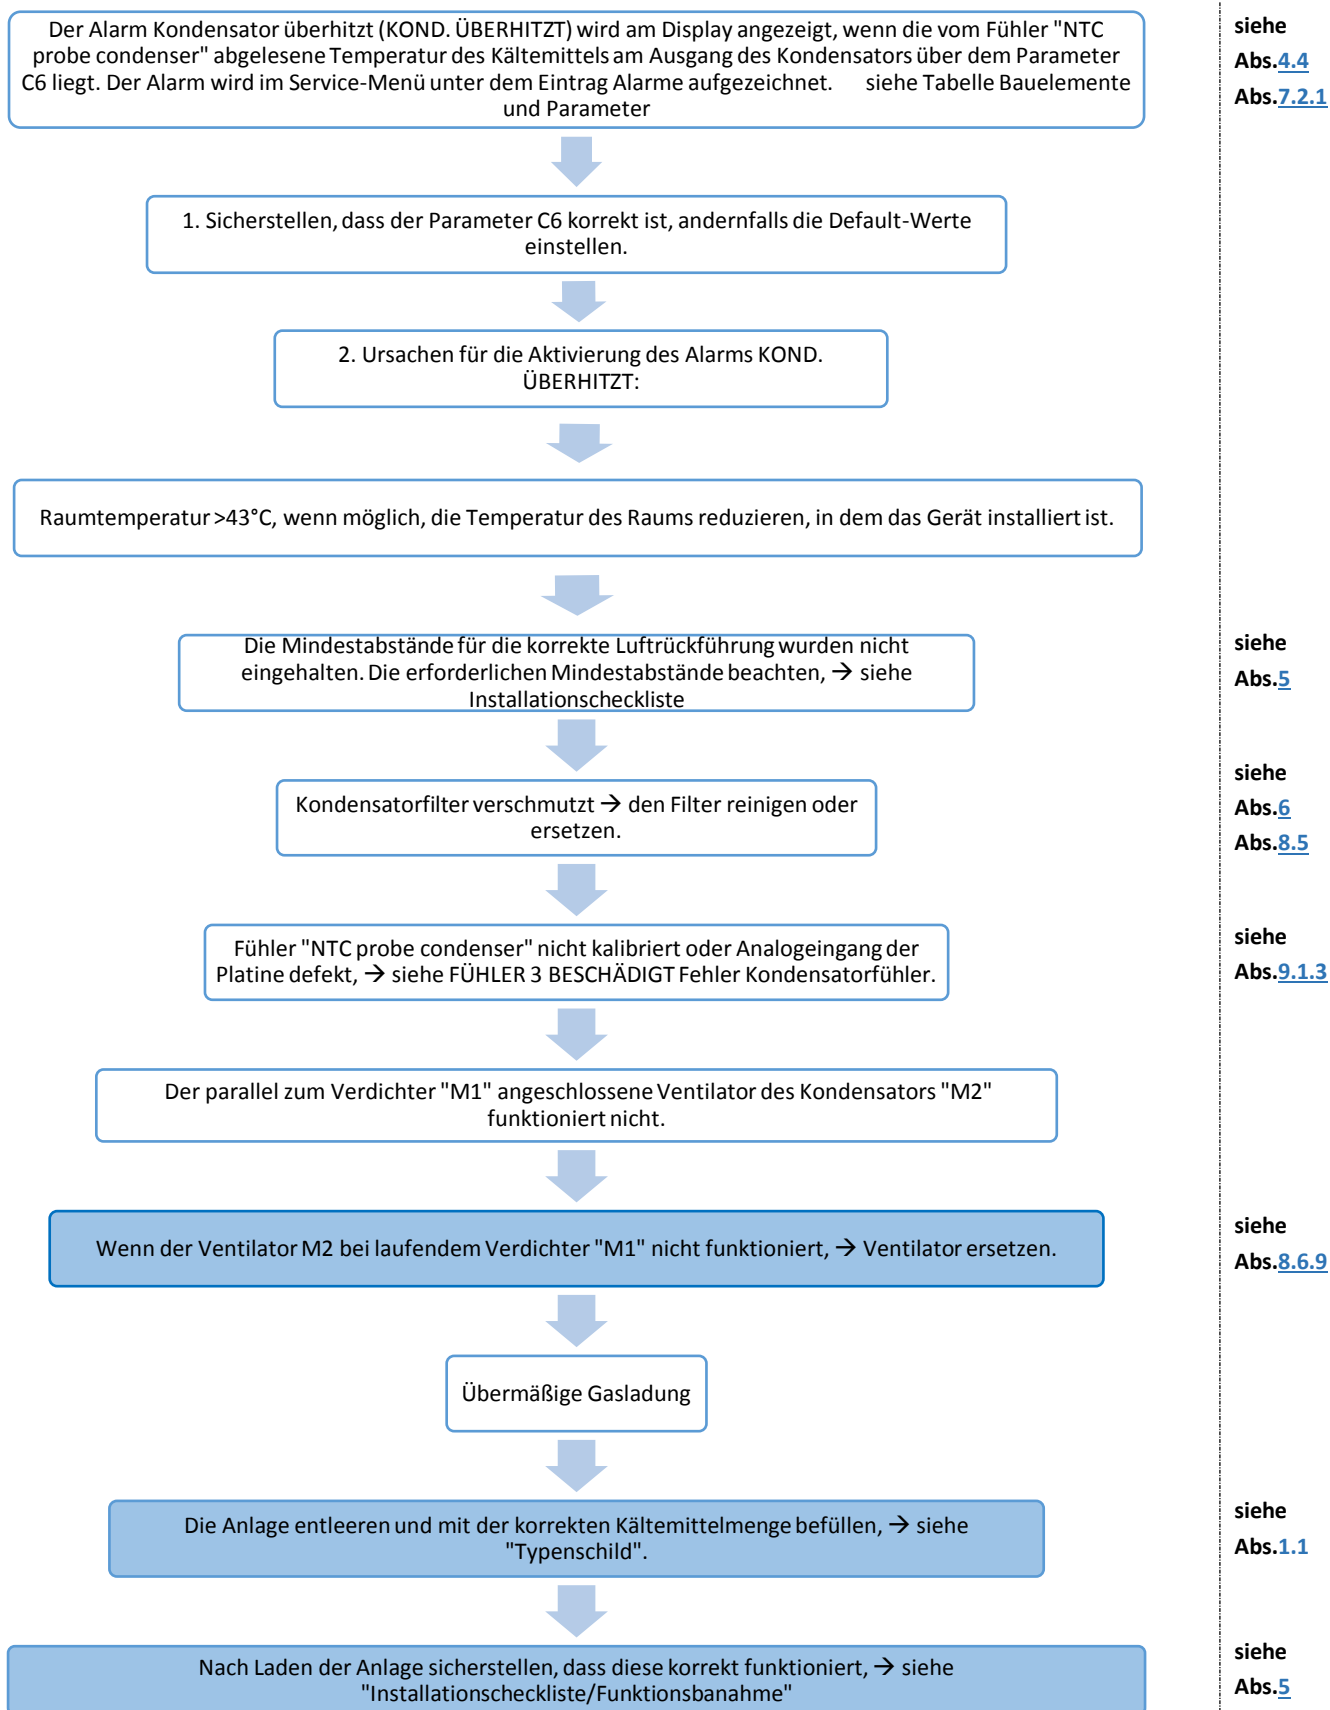 Der Alarm Kondensator überhitzt (KOND. ÜBERHITZT) wird am Display angezeigt, wenn die vom Fühler "NTC
probe condenser" abgelesene Temperatur des Kältemittels am Ausgang des Kondensators über dem Parameter
C6 liegt. Der Alarm wird im Service-Menü unter dem Eintrag Alarme aufgezeichnet. siehe Tabelle Bauelemente
und Parameter
siehe
Abs.4.4
Abs.7.2.1
1. Sicherstellen, dass der Parameter C6 korrekt ist, andernfalls die Default-Werte
einstellen.
2. Ursachen für die Aktivierung des Alarms KOND.
ÜBERHITZT:
Raumtemperatur >43°C, wenn möglich, die Temperatur des Raums reduzieren, in dem das Gerät installiert ist.
Die Mindestabstände für die korrekte Luftrückführung wurden nicht
eingehalten. Die erforderlichen Mindestabstände beachten, → siehe
Installationscheckliste
siehe
Abs.5
Kondensatorfilter verschmutzt → den Filter reinigen oder
ersetzen.
siehe
Abs.6
Abs.8.5
Fühler "NTC probe condenser" nicht kalibriert oder Analogeingang der
Platine defekt, → siehe FÜHLER 3 BESCHÄDIGT Fehler Kondensatorfühler.
siehe
Abs.9.1.3
Der parallel zum Verdichter "M1" angeschlossene Ventilator des Kondensators "M2"
funktioniert nicht.
Wenn der Ventilator M2 bei laufendem Verdichter "M1" nicht funktioniert, → Ventilator ersetzen.
siehe
Abs.8.6.9
Übermäßige Gasladung
Die Anlage entleeren und mit der korrekten Kältemittelmenge befüllen, → siehe
"Typenschild".
siehe
Abs.1.1
Nach Laden der Anlage sicherstellen, dass diese korrekt funktioniert, → siehe
"Installationscheckliste/Funktionsbanahme"
siehe
Abs.5